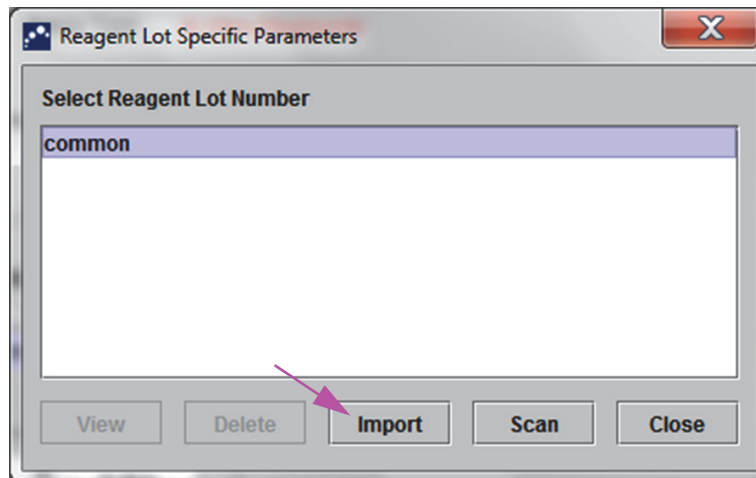 Reagent Lot Specific Parameters
Select Reagent Lot Number
common
View Delete Import Scan Close